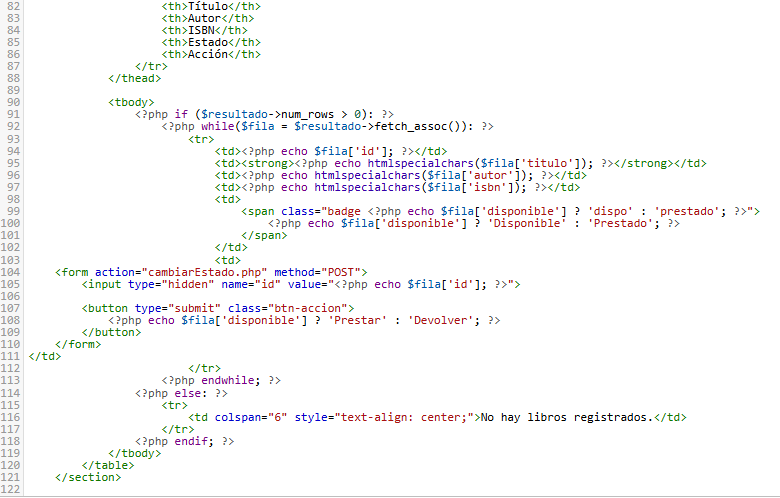 82                     <th>Título</th>
83                     <th>Autor</th>
84                     <th>ISBN</th>
85                     <th>Estado</th>
86                     <th>Acción</th>
87                 </tr>
88             </thead>
89
90             <tbody>
91                 <?php if ($resultado->num_rows > 0): ?>
92                     <?php while($fila = $resultado->fetch_assoc()): ?>
93                         <tr>
94                             <td><?php echo $fila['id']; ?></td>
95                             <td><strong><?php echo htmlspecialchars($fila['titulo']); ?></strong></td>
96                             <td><?php echo htmlspecialchars($fila['autor']); ?></td>
97                             <td><?php echo htmlspecialchars($fila['isbn']); ?></td>
98                             <td>
99                                 <span class="badge <?php echo $fila['disponible'] ? 'dispo' : 'prestado'; ?>">
100                                     <?php echo $fila['disponible'] ? 'Disponible' : 'Prestado'; ?>
101                                 </span>
102                             </td>
103                             <td>
104     <form action="cambiarEstado.php" method="POST">
105         <input type="hidden" name="id" value="<?php echo $fila['id']; ?>">
106
107         <button type="submit" class="btn-accion">
108             <?php echo $fila['disponible'] ? 'Prestar' : 'Devolver'; ?>
109         </button>
110     </form>
111 </td>
112                         </tr>
113                     <?php endwhile; ?>
114                 <?php else: ?>
115                     <tr>
116                         <td colspan="6" style="text-align: center;">No hay libros registrados.</td>
117                     </tr>
118                 <?php endif; ?>
119             </tbody>
120         </table>
121     </section>
122